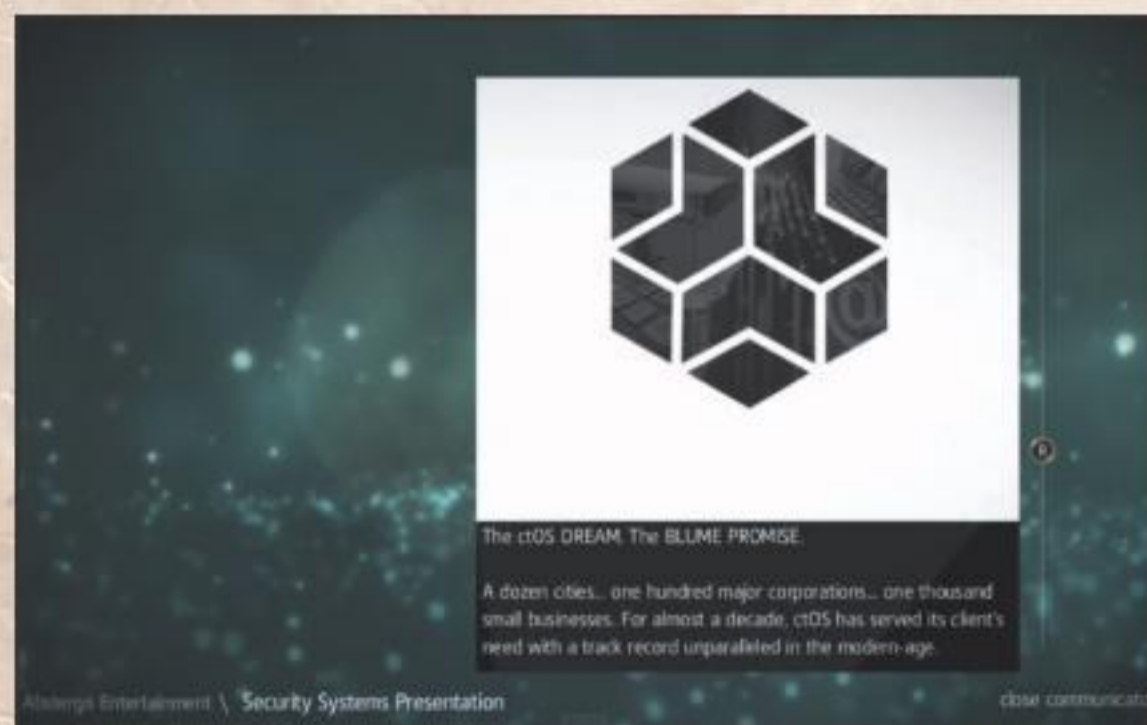 The ctOS DREAM. The BLUME PROMISE.
A dozen cities... one hundred major corporations... one thousand
small businesses. For almost a decade, ctOS has served its client's
need with a track record unparalleled in the modern-age.
Abstergo Entertainment \ Security Systems Presentation
close communicat